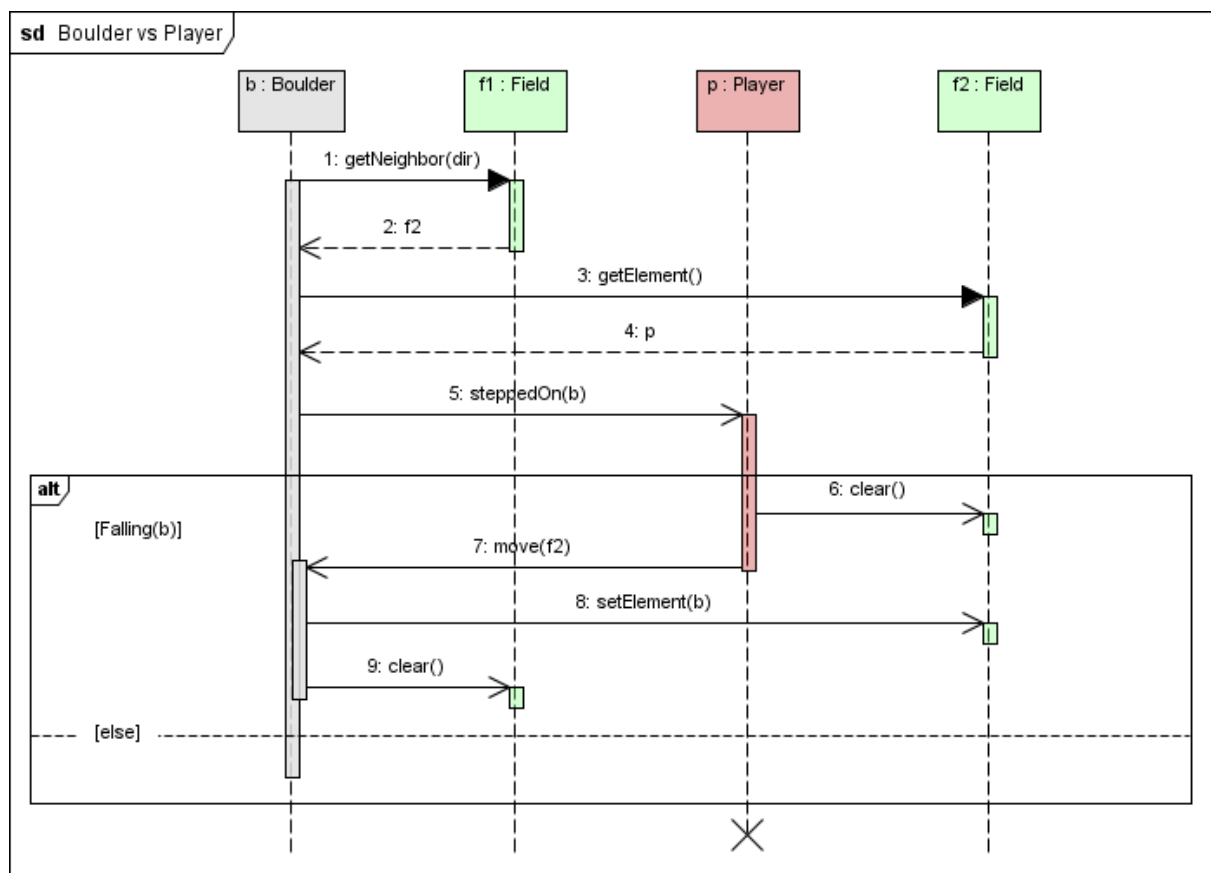 sd Boulder vs Player
b : Boulder
f1 : Field
p : Player
f2 : Field
1: getNeighbor(dir)
2: f2
3: getElement()
4: p
5: steppedOn(b)
alt
6: clear()
[Falling(b)]
7: move(f2)
8: setElement(b)
9: clear()
[else]